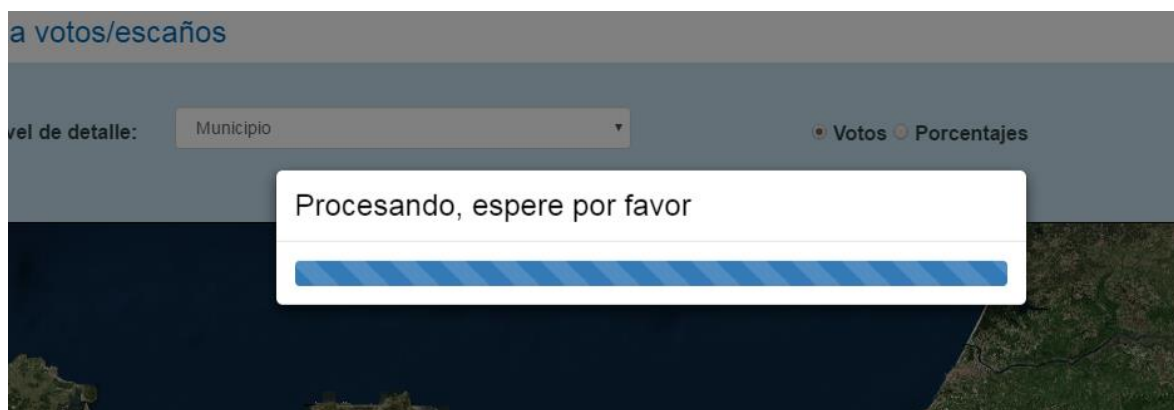 a votos/escaños
vel de detalle:
Municipio
Votos
Porcentajes
Procesando, espere por favor